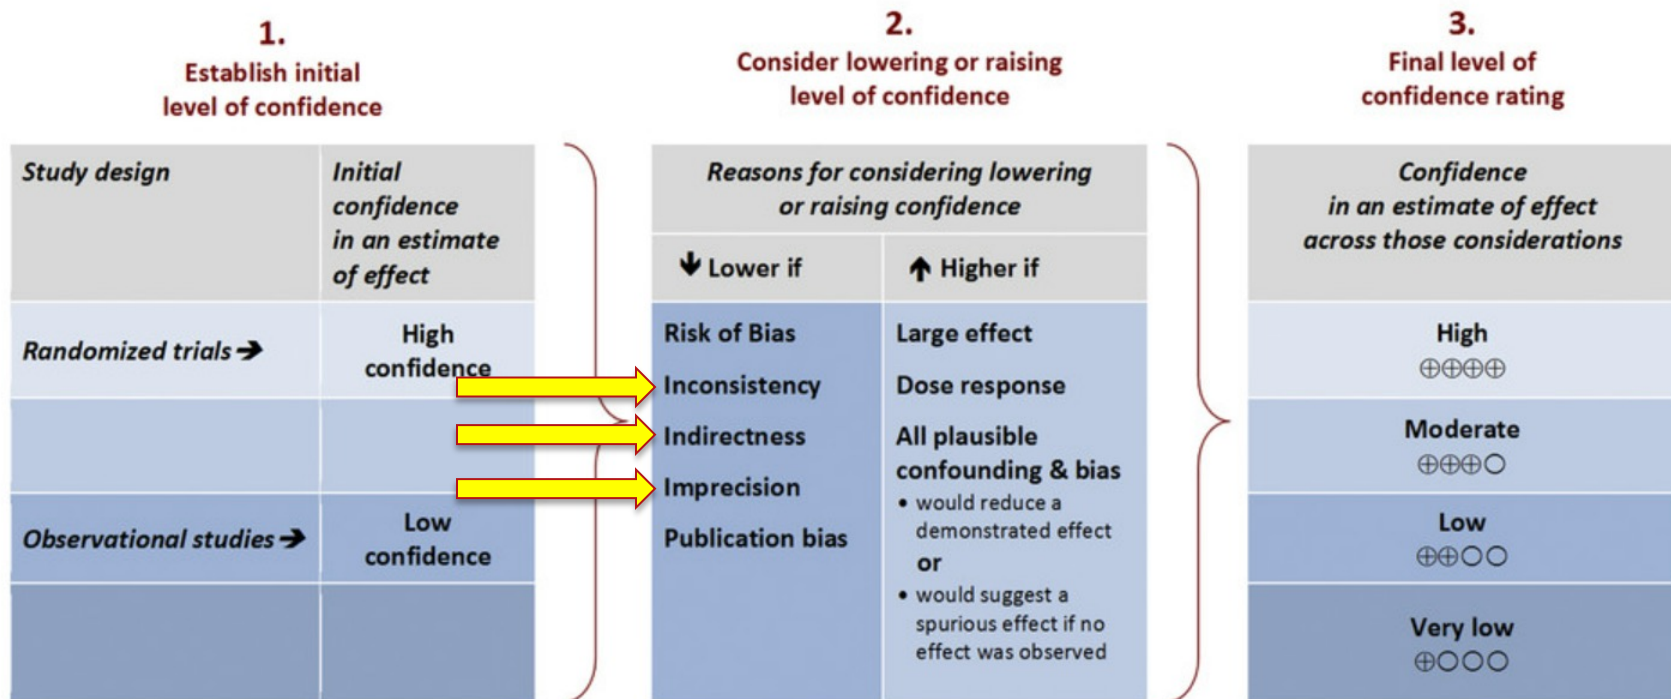 1.
Establish initial
level of confidence
Study design
Initial
confidence
in an estimate
of effect
Randomized trials ➔
High
confidence
Observational studies ➔
Low
confidence
2.
Consider lowering or raising
level of confidence
Reasons for considering lowering
or raising confidence
🡇 Lower if
🡅 Higher if
Risk of Bias
Inconsistency
Indirectness
Imprecision
Publication bias
Large effect
Dose response
All plausible
confounding & bias
• would reduce a
demonstrated effect
or
• would suggest a
spurious effect if no
effect was observed
3.
Final level of
confidence rating
Confidence
in an estimate of effect
across those considerations
High
⊕⊕⊕⊕
Moderate
⊕⊕⊕○
Low
⊕⊕○○
Very low
⊕○○○